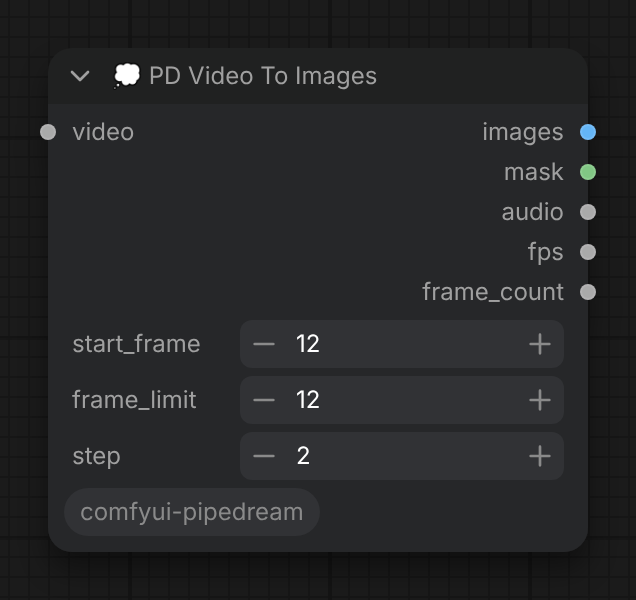 PD Video To Images
video
images
mask
audio
fps
frame_count
start_frame 12
frame_limit 12
step 2
comfyui-pipedream